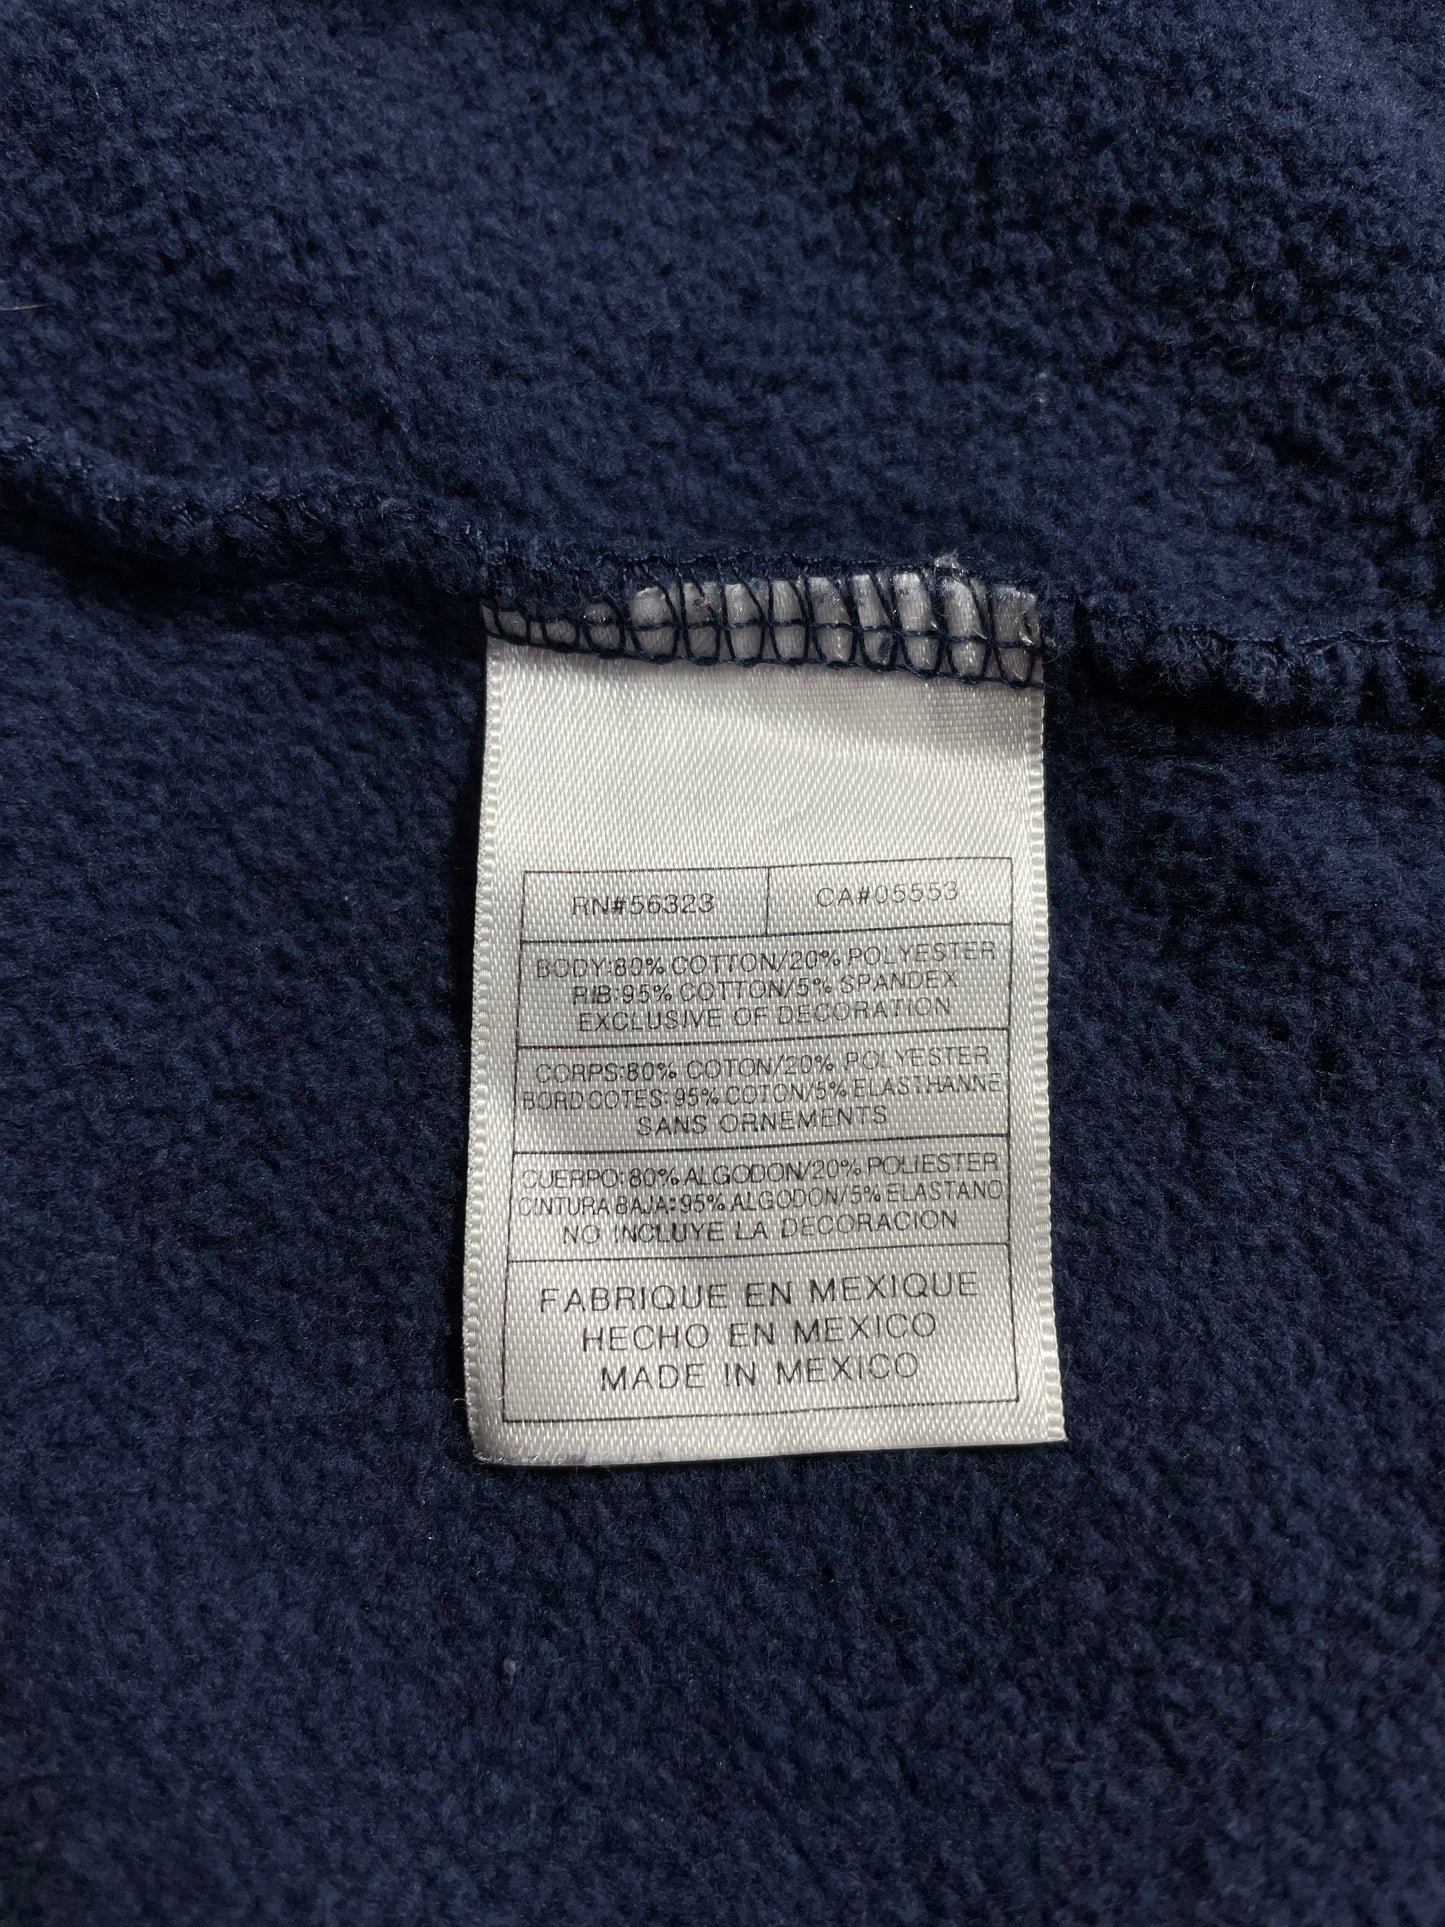 RN#56323 CA#05553
BODY:80% COTTON/20% POLYESTER
RIB:95% COTTON/5% SPANDEX
EXCLUSIVE OF DECORATION
CORPS:80% COTON/20% POLYESTER
BORD COTES:95% COTON/5% ELASTHANNE
SANS ORNEMENTS
CUERPO:80% ALGODON/20% POLIESTER
CINTURA BAJA:95% ALGODON/5% ELASTANO
NO INCLUYE LA DECORACION
FABRIQUE EN MEXIQUE
HECHO EN MEXICO
MADE IN MEXICO